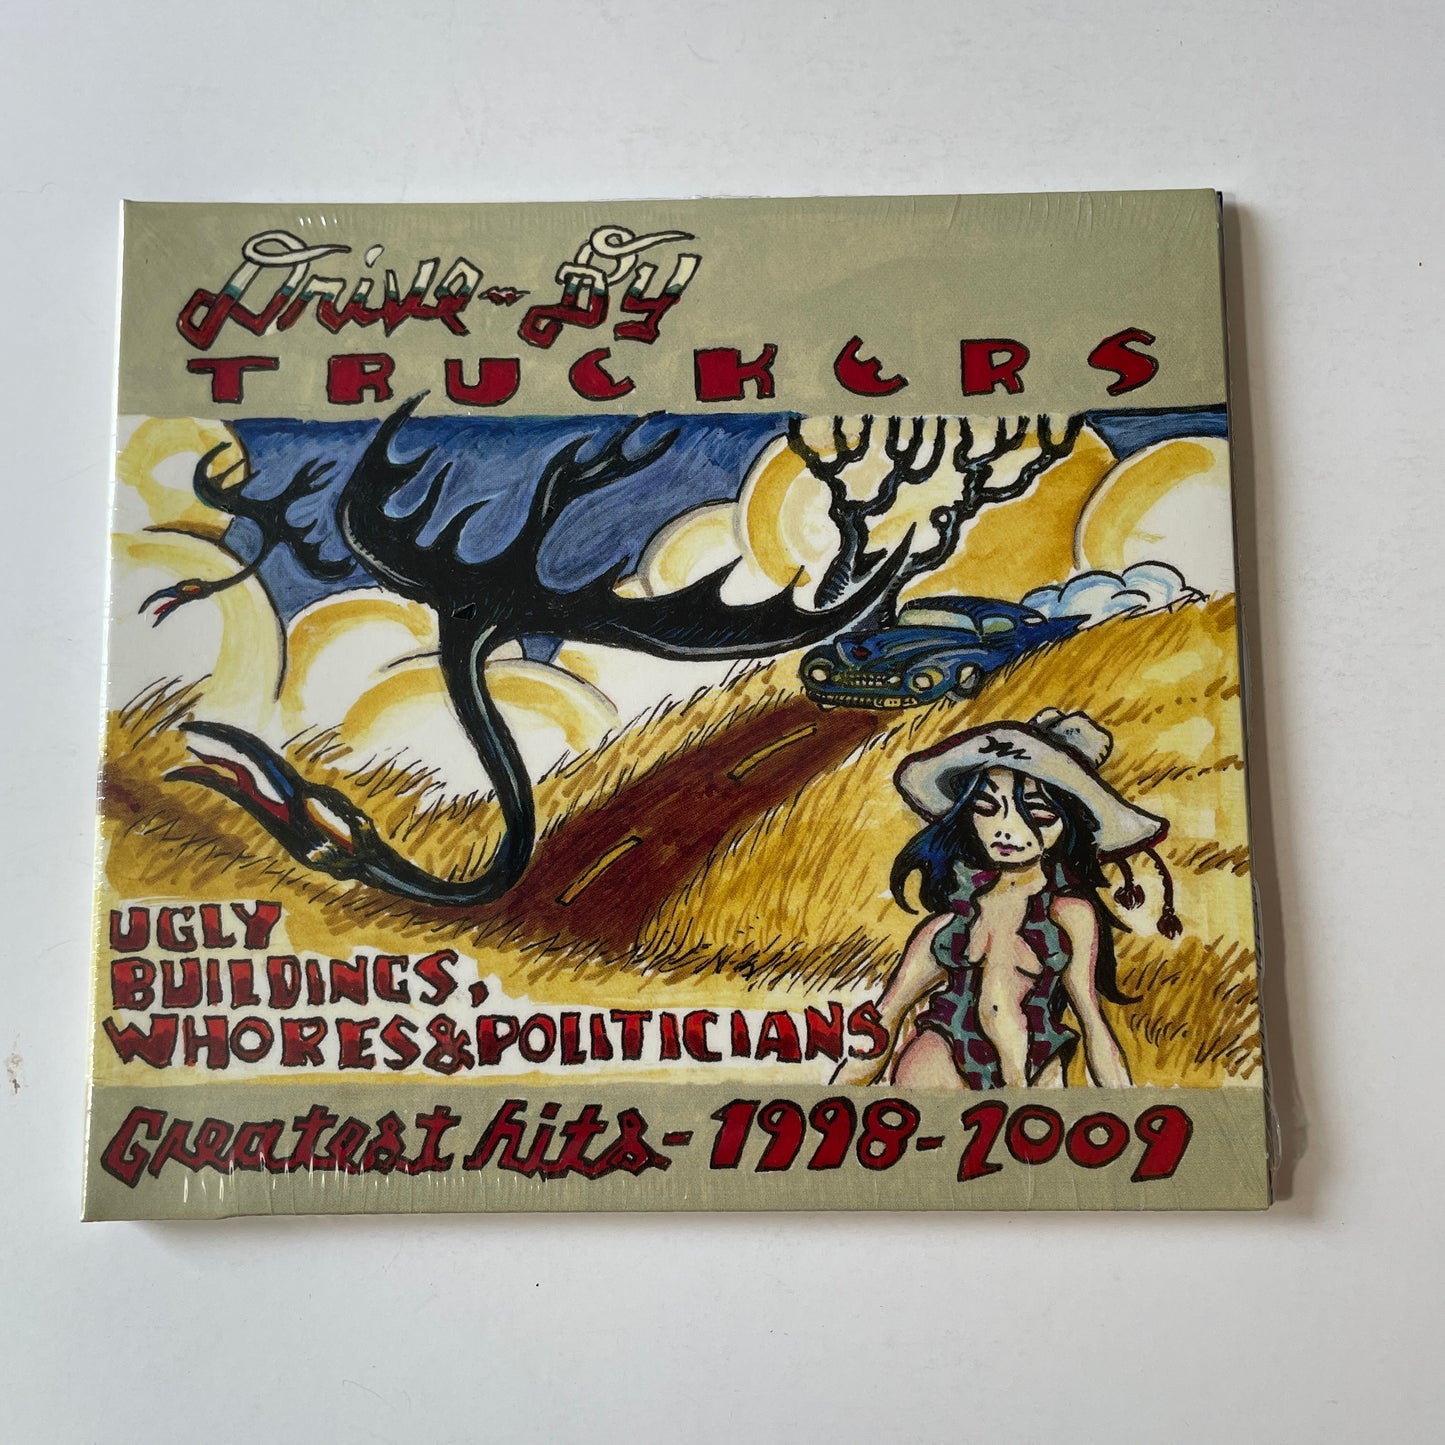 Drive-By
TRUCKERS
UGLY
BUILDINGS,
WHORES & POLITICIANS
Greatest hits - 1998 - 2009